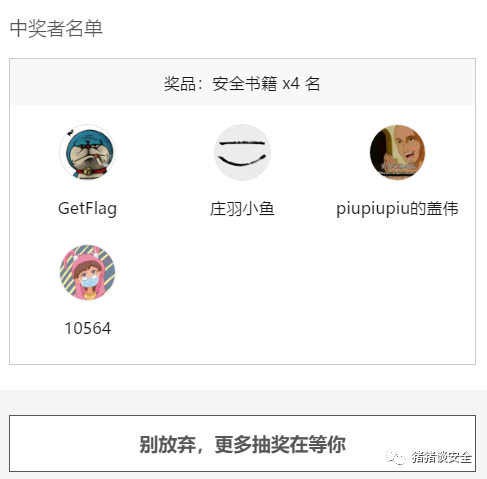 中奖者名单
奖品：安全书籍 x4 名
GetFlag
庄羽小鱼
piupiupiu的盖伟
10564
别放弃，更多抽奖在等你
猪猪谈安全